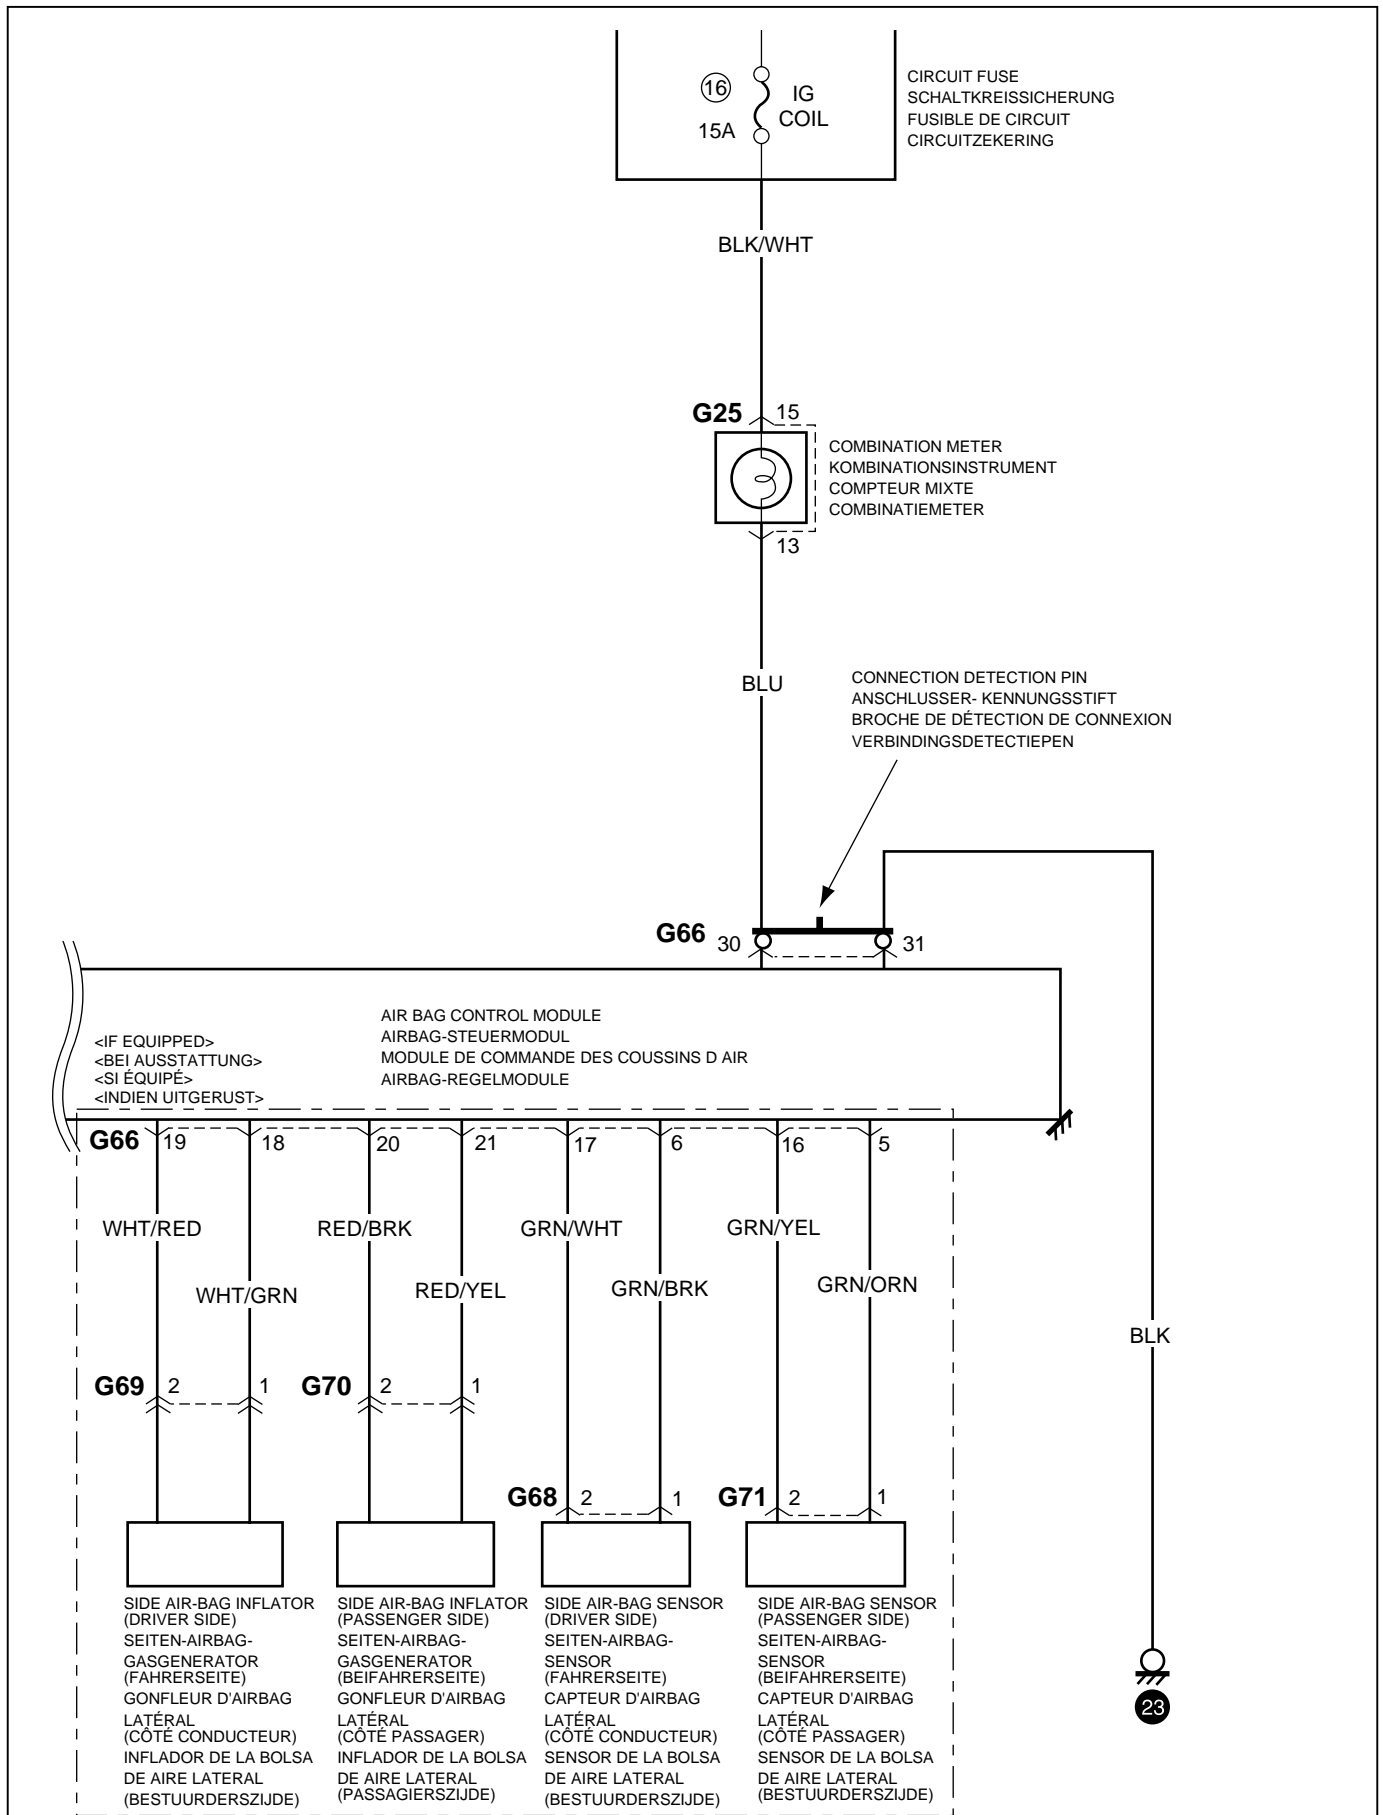 16
15A
IG
COIL
CIRCUIT FUSE
SCHALTKREISSICHERUNG
FUSIBLE DE CIRCUIT
CIRCUITZEKERING
BLK/WHT
G25 15
COMBINATION METER
KOMBINATIONSINSTRUMENT
COMPTEUR MIXTE
COMBINATIEMETER
13
BLU
CONNECTION DETECTION PIN
ANSCHLUSSER- KENNUNGSSTIFT
BROCHE DE DÉTECTION DE CONNEXION
VERBINDINGSDETECTIEPEN
G66 30 31
AIR BAG CONTROL MODULE
AIRBAG-STEUERMODUL
MODULE DE COMMANDE DES COUSSINS D AIR
AIRBAG-REGELMODULE
<IF EQUIPPED>
<BEI AUSSTATTUNG>
<SI ÉQUIPÉ>
<INDIEN UITGERUST>
G66 19 18 20 21 17 6 16 5
WHT/RED RED/BRK GRN/WHT GRN/YEL
WHT/GRN RED/YEL GRN/BRK GRN/ORN
BLK
G69 2 1 G70 2 1
G68 2 1 G71 2 1
SIDE AIR-BAG INFLATOR
(DRIVER SIDE)
SEITEN-AIRBAG-
GASGENERATOR
(FAHRERSEITE)
GONFLEUR D'AIRBAG
LATÉRAL
(CÔTÉ CONDUCTEUR)
INFLADOR DE LA BOLSA
DE AIRE LATERAL
(BESTUURDERSZIJDE)
SIDE AIR-BAG INFLATOR
(PASSENGER SIDE)
SEITEN-AIRBAG-
GASGENERATOR
(BEIFAHRERSEITE)
GONFLEUR D'AIRBAG
LATÉRAL
(CÔTÉ PASSAGER)
INFLADOR DE LA BOLSA
DE AIRE LATERAL
(PASSAGIERSZIJDE)
SIDE AIR-BAG SENSOR
(DRIVER SIDE)
SEITEN-AIRBAG-
SENSOR
(FAHRERSEITE)
CAPTEUR D'AIRBAG
LATÉRAL
(CÔTÉ CONDUCTEUR)
SENSOR DE LA BOLSA
DE AIRE LATERAL
(BESTUURDERSZIJDE)
SIDE AIR-BAG SENSOR
(PASSENGER SIDE)
SEITEN-AIRBAG-
SENSOR
(BEIFAHRERSEITE)
CAPTEUR D'AIRBAG
LATÉRAL
(CÔTÉ PASSAGER)
SENSOR DE LA BOLSA
DE AIRE LATERAL
(BESTUURDERSZIJDE)
23